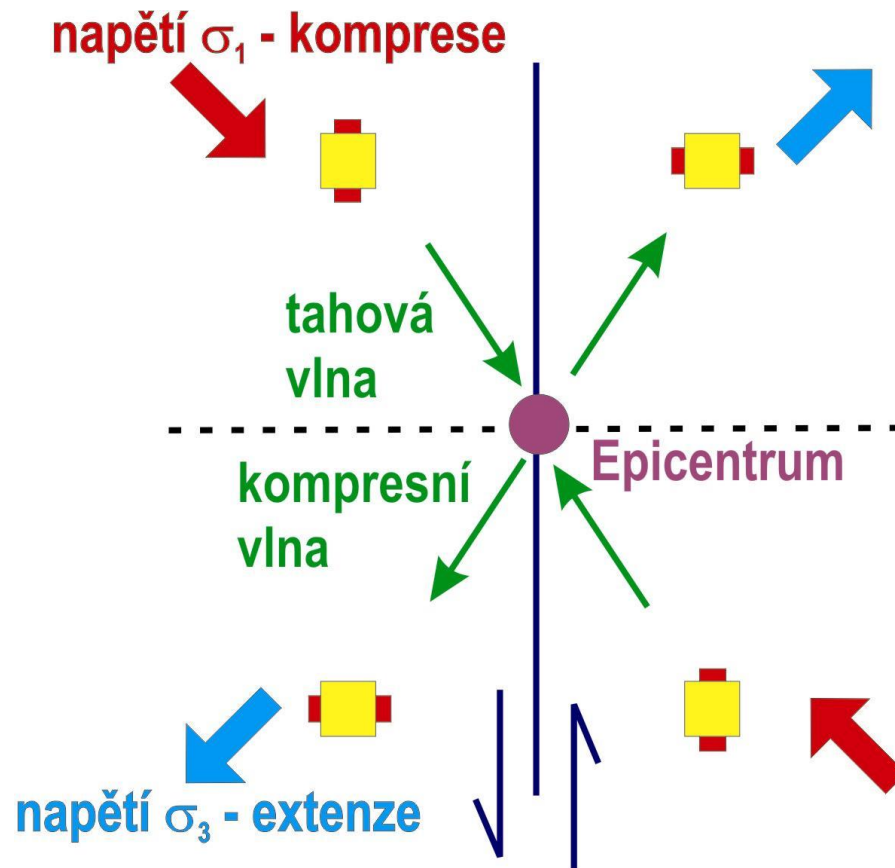 napětí σ₁ - komprese
tahová
vlna
Epicentrum
kompresní
vlna
napětí σ₃ - extenze